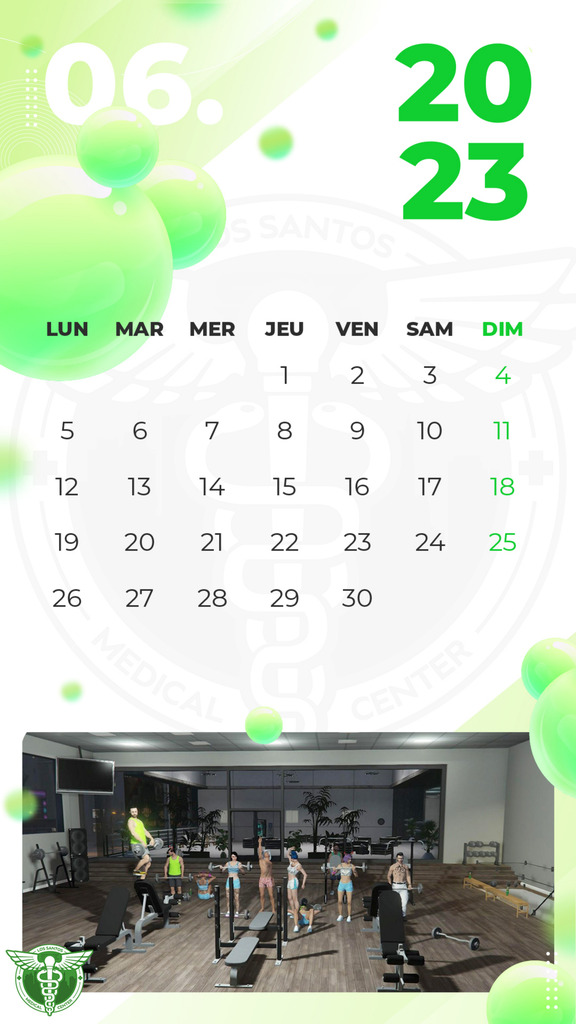 06.
20
23
LOS SANTOS
LUN MAR MER JEU VEN SAM DIM
1 2 3 4
5 6 7 8 9 10 11
12 13 14 15 16 17 18
19 20 21 22 23 24 25
26 27 28 29 30
MEDICAL CENTER
LOS SANTOS
MEDICAL CENTER